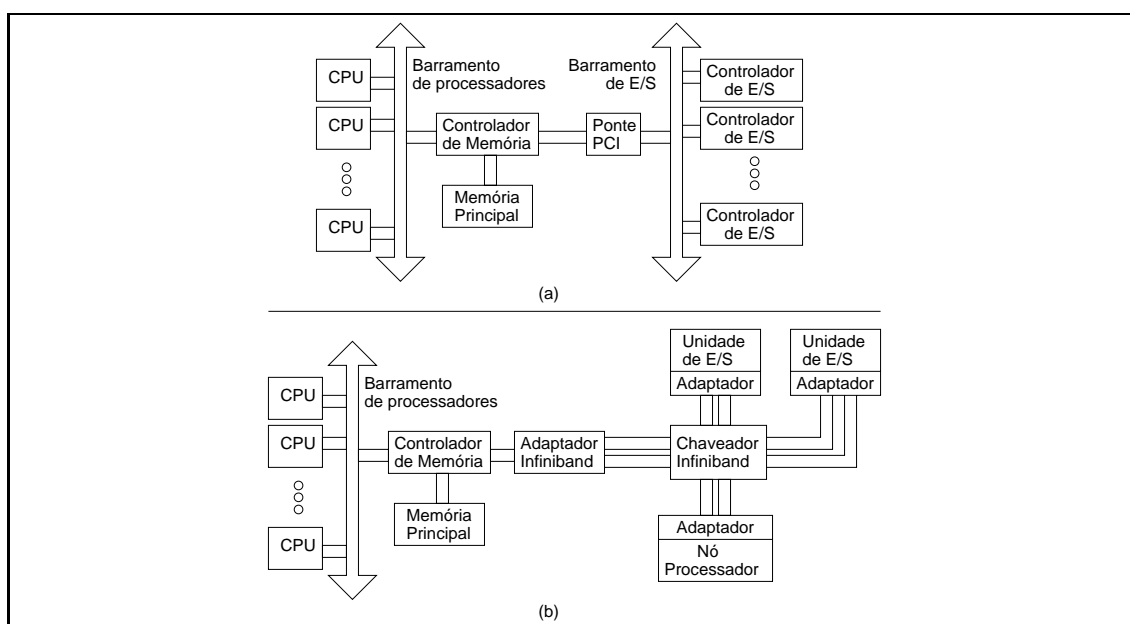 CPU
CPU
CPU
Barramento
de processadores
Controlador
de Memória
Memória
Principal
Ponte
PCI
Barramento
de E/S
Controlador
de E/S
Controlador
de E/S
Controlador
de E/S
(a)
CPU
CPU
CPU
Barramento
de processadores
Controlador
de Memória
Memória
Principal
Adaptador
Infiniband
Chaveador
Infiniband
Unidade
de E/S
Adaptador
Unidade
de E/S
Adaptador
Adaptador
Nó
Processador
(b)